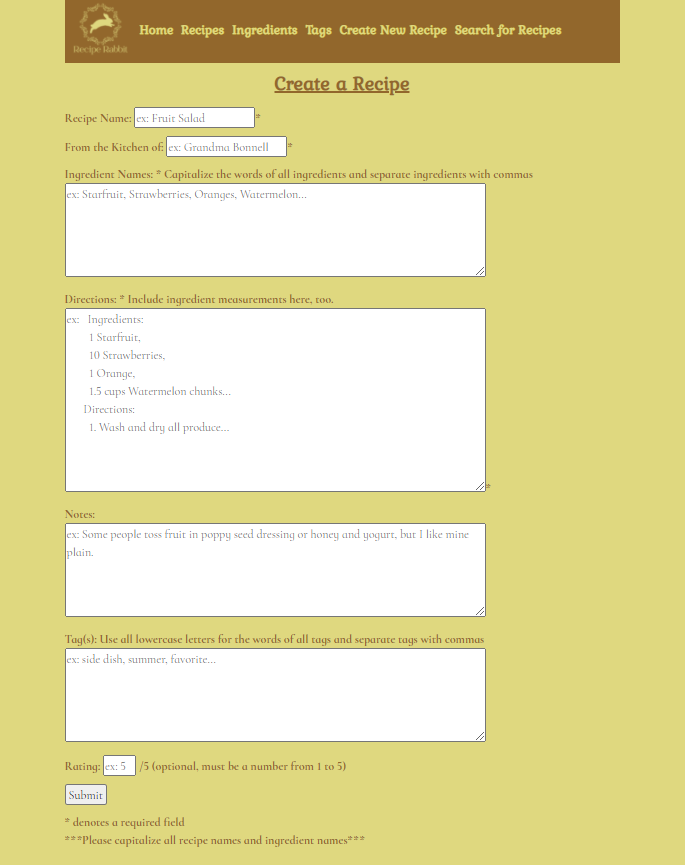 Recipe Rabbit
Home Recipes Ingredients Tags Create New Recipe Search for Recipes
Create a Recipe
Recipe Name: ex: Fruit Salad *
From the Kitchen of: ex: Grandma Bonnell *
Ingredient Names: * Capitalize the words of all ingredients and separate ingredients with commas
ex: Starfruit, Strawberries, Oranges, Watermelon...
Directions: * Include ingredient measurements here, too.
ex: Ingredients:
1 Starfruit,
10 Strawberries,
1 Orange,
1.5 cups Watermelon chunks...
Directions:
1. Wash and dry all produce...
*
Notes:
ex: Some people toss fruit in poppy seed dressing or honey and yogurt, but I like mine
plain.
Tag(s): Use all lowercase letters for the words of all tags and separate tags with commas
ex: side dish, summer, favorite...
Rating: ex: 5 /5 (optional, must be a number from 1 to 5)
Submit
* denotes a required field
***Please capitalize all recipe names and ingredient names***